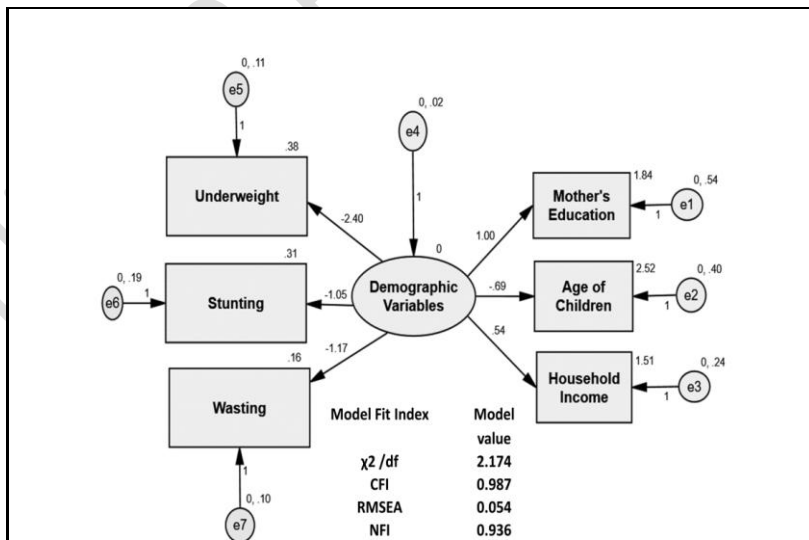 0, .11
e5
1
.38
Underweight
-2.40
0, .02
e4
1
0
Demographic
Variables
1.84
Mother's
Education
1.00
0, .54
e1
1
.31
0, .19
e6
1
Stunting
-1.05
-.69
2.52
Age of
Children
0, .40
e2
1
.16
-1.17
Wasting
.54
1.51
Household
Income
0, .24
e3
1
1
0, .10
e7
Model Fit Index Model
value
χ2 /df 2.174
CFI 0.987
RMSEA 0.054
NFI 0.936